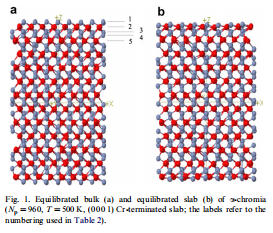 a
b
+Z
1
2
3
4
5
+X
Fig. 1. Equilibrated bulk (a) and equilibrated slab (b) of α-chromia
(Np = 960, T = 500 K, (0001) Cr-terminated slab; the labels refer to the
numbering used in Table 2).